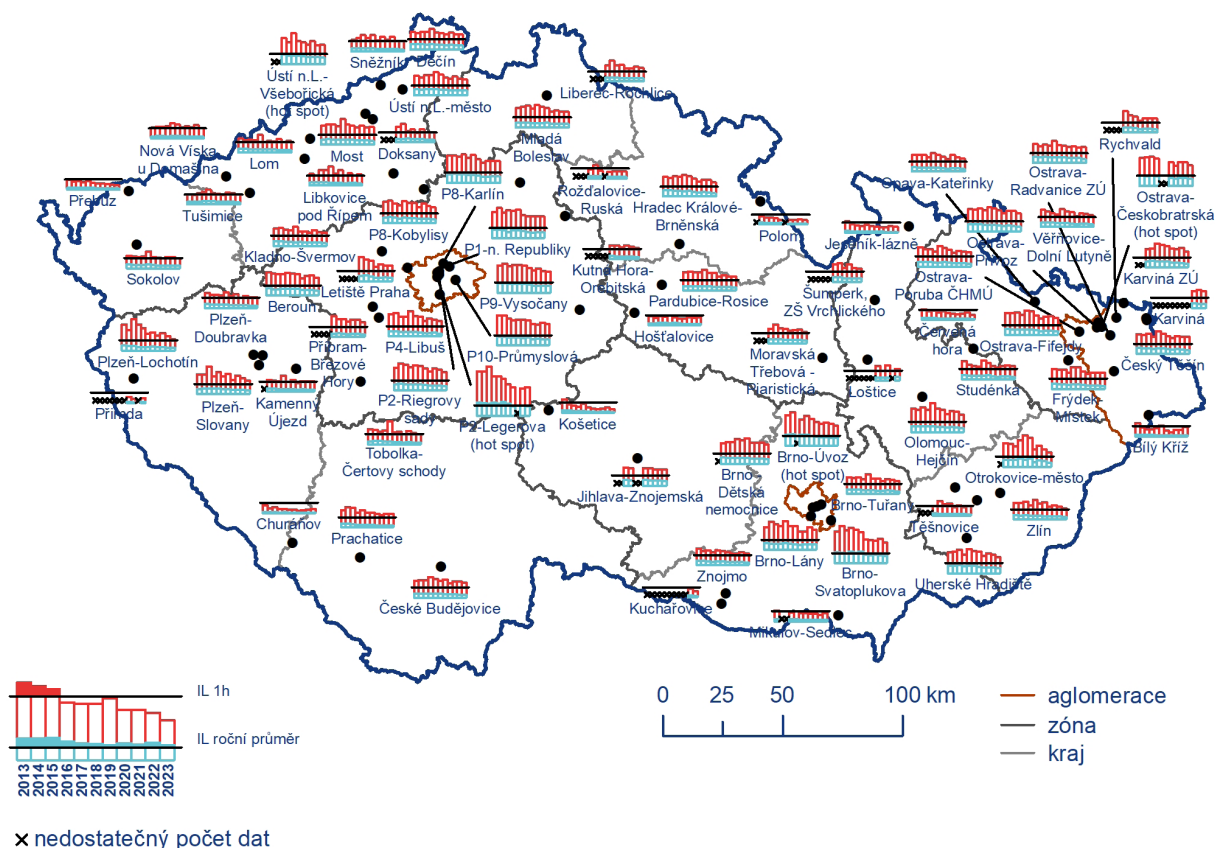 Ústí n.L.-
Všebořická
(hot spot)
Sněžník
Děčín
Ústí n.L.-město
Liberec-Rochlice
Nová Víska
u Domašína
Lom
Most
Doksany
Mladá
Boleslav
Rychvald
Přebuz
Tušimice
Libkovice
pod Řípem
P8-Karlín
Rožďalovice-
Ruská
Hradec Králové-
Brněnská
Opava-Kateřinky
Ostrava-
Radvanice ZÚ
Ostrava-
Českobratrská
(hot spot)
Sokolov
Kladno-Švermov
P8-Kobylisy
P1-n. Republiky
Polom
Jeseník-lázně
Ostrava-
Přívoz
Věřňovice-
Dolní Lutyně
Karviná ZÚ
Plzeň-
Doubravka
Beroun
Letiště Praha
P9-Vysočany
Kutná Hora-
Orebitská
Pardubice-Rosice
Šumperk,
ZŠ Vrchlického
Ostrava-
Poruba ČHMÚ
Karviná
Plzeň-Lochotín
Příbram-
Březové
Hory
P4-Libuš
P10-Průmyslová
Hošťalovice
Moravská
Třebová -
Piaristická
Červená
hora
Ostrava-Fifejdy
Český Těšín
Přimda
Plzeň-
Slovany
Kamenný
Újezd
P2-Riegrovy
sady
P2-Legerova
(hot spot)
Košetice
Loštice
Studénka
Frýdek-
Místek
Tobolka-
Čertovy schody
Jihlava-Znojemská
Brno-
Dětská
nemocnice
Brno-Úvoz
(hot spot)
Olomouc-
Hejčín
Otrokovice-město
Bílý Kříž
Churáňov
Prachatice
Brno-Tuřany
Těšnovice
Zlín
České Budějovice
Znojmo
Brno-Lány
Brno-
Svatoplukova
Uherské Hradiště
Kuchařovice
Mikulov-Sedlec
IL 1h
IL roční průměr
2013 2014 2015 2016 2017 2018 2019 2020 2021 2022 2023
0 25 50 100 km
aglomerace
zóna
kraj
nedostatečný počet dat